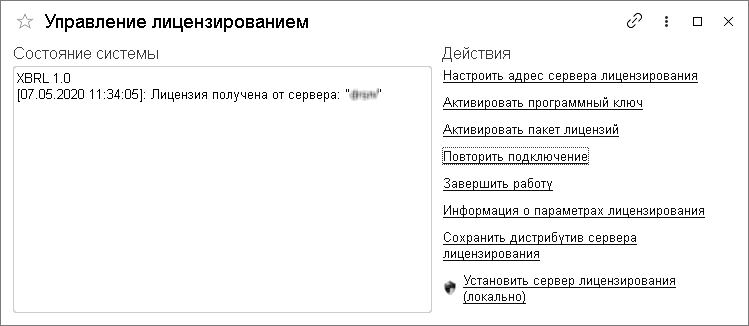 Управление лицензированием
Состояние системы
XBRL 1.0
[07.05.2020 11:34:05]: Лицензия получена от сервера: "
Действия
Настроить адрес сервера лицензирования
Активировать программный ключ
Активировать пакет лицензий
Повторить подключение
Завершить работу
Информация о параметрах лицензирования
Сохранить дистрибутив сервера
лицензирования
Установить сервер лицензирования
(локально)